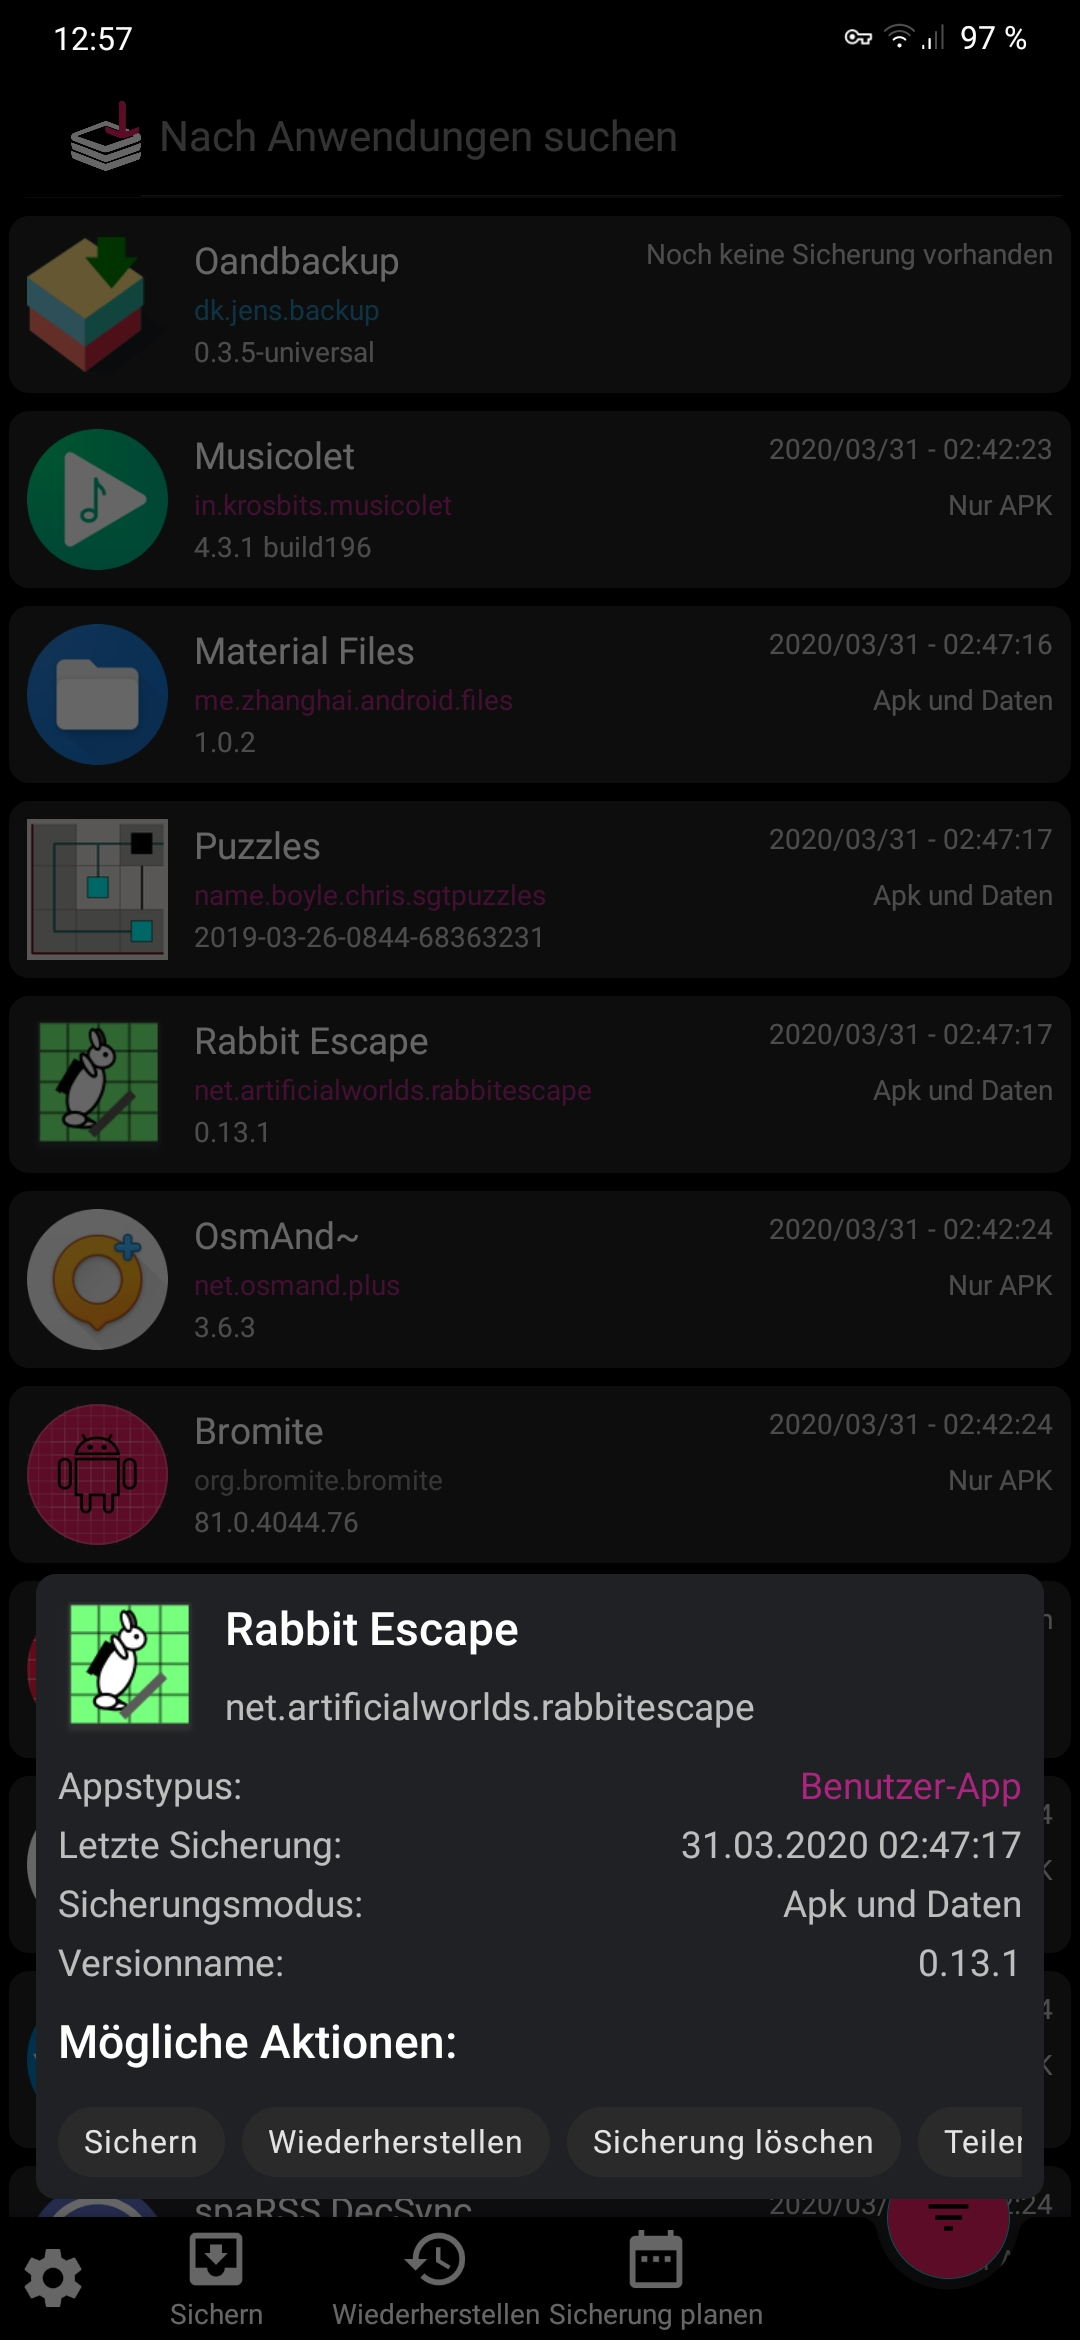 12:57
97 %
Nach Anwendungen suchen
Oandbackup
Noch keine Sicherung vorhanden
dk.jens.backup
0.3.5-universal
Musicolet
2020/03/31 - 02:42:23
in.krosbits.musicolet
Nur APK
4.3.1 build196
Material Files
2020/03/31 - 02:47:16
me.zhanghai.android.files
Apk und Daten
1.0.2
Puzzles
2020/03/31 - 02:47:17
name.boyle.chris.sgtpuzzles
Apk und Daten
2019-03-26-0844-68363231
Rabbit Escape
2020/03/31 - 02:47:17
net.artificialworlds.rabbitescape
Apk und Daten
0.13.1
OsmAnd~
2020/03/31 - 02:42:24
net.osmand.plus
Nur APK
3.6.3
Bromite
2020/03/31 - 02:42:24
org.bromite.bromite
Nur APK
81.0.4044.76
Rabbit Escape
net.artificialworlds.rabbitescape
Appstypus:
Benutzer-App
Letzte Sicherung:
31.03.2020 02:47:17
Sicherungsmodus:
Apk und Daten
Versionname:
0.13.1
Mögliche Aktionen:
Sichern
Wiederherstellen
Sicherung löschen
Teilen
spaRSS DecSync
2020/03/
2:24
Sichern
Wiederherstellen
Sicherung planen